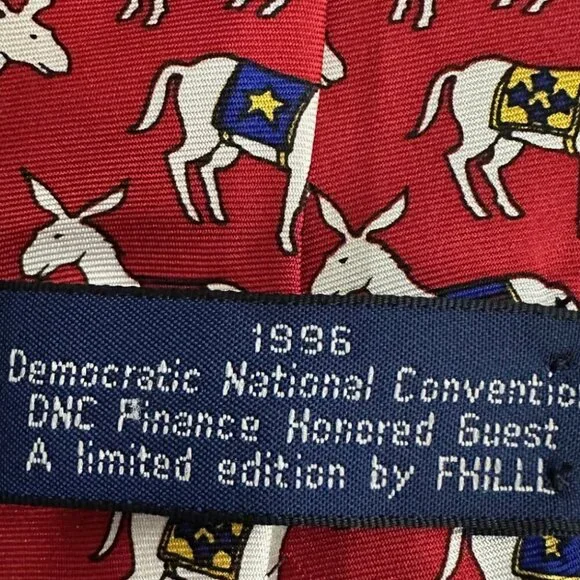 1996
Democratic National Conventio
DNC Finance Honored Guest
A limited edition by